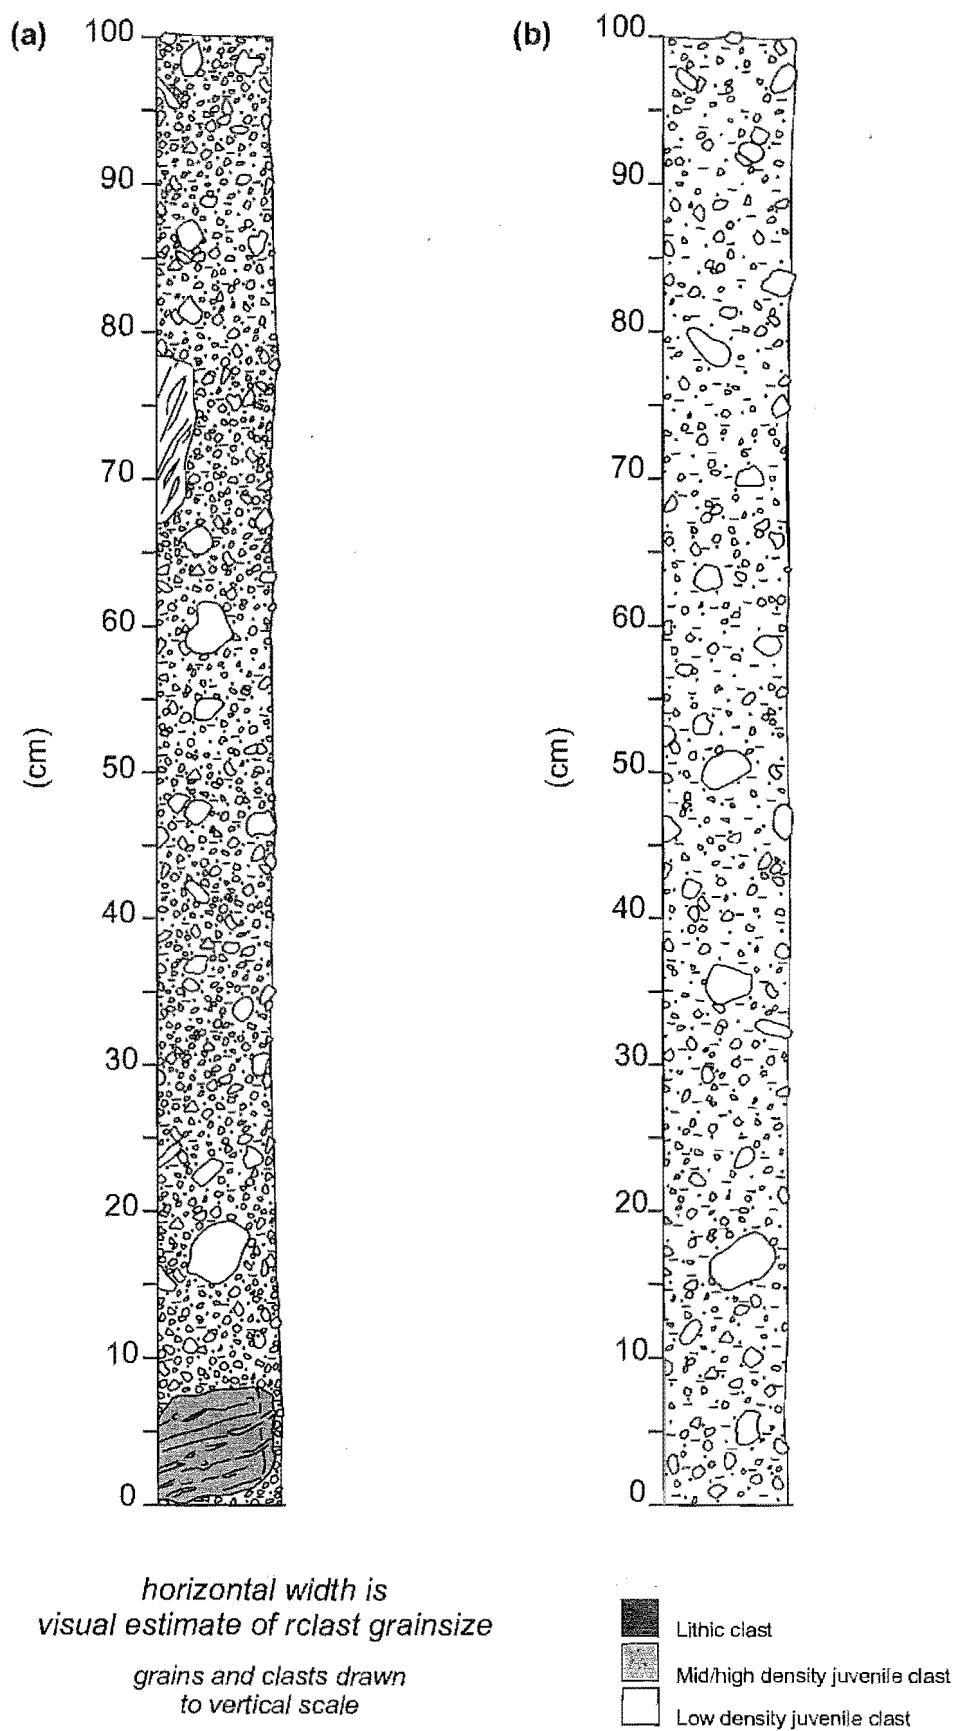 (a)
100
90
80
70
60
50
40
30
20
10
0
(cm)
(b)
100
90
80
70
60
50
40
30
20
10
0
(cm)
horizontal width is
visual estimate of rclast grainsize
grains and clasts drawn
to vertical scale
Lithic clast
Mid/high density juvenile clast
Low density juvenile clast